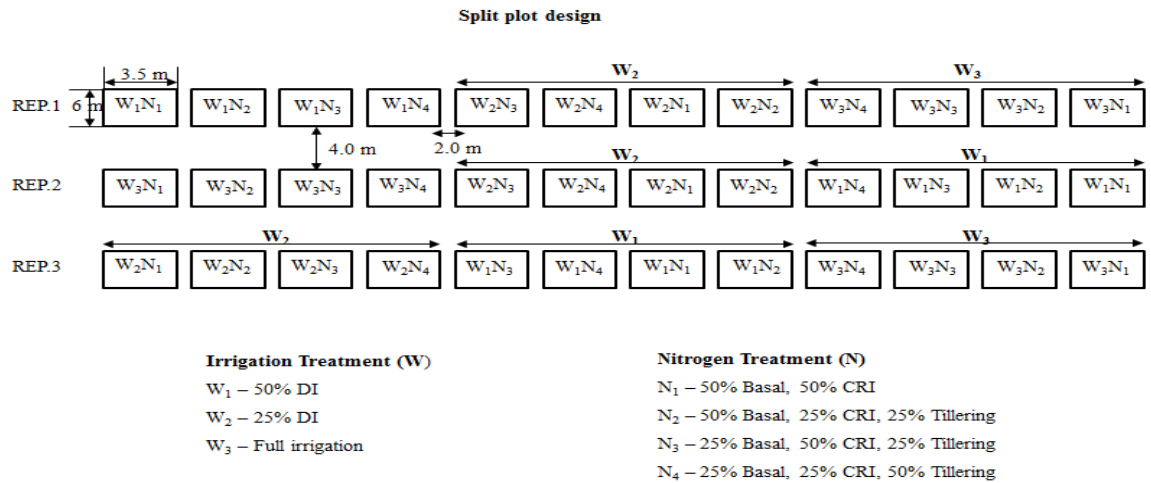 Split plot design
3.5 m
W₂ W₃
REP.1 6 m W₁N₁ W₁N₂ W₁N₃ W₁N₄ W₂N₃ W₂N₄ W₂N₁ W₂N₂ W₃N₄ W₃N₃ W₃N₂ W₃N₁
4.0 m 2.0 m
W₂ W₁
REP.2 W₃N₁ W₃N₂ W₃N₃ W₃N₄ W₂N₃ W₂N₄ W₂N₁ W₂N₂ W₁N₄ W₁N₃ W₁N₂ W₁N₁
W₂ W₁ W₃
REP.3 W₂N₁ W₂N₂ W₂N₃ W₂N₄ W₁N₃ W₁N₄ W₁N₁ W₁N₂ W₃N₄ W₃N₃ W₃N₂ W₃N₁
Irrigation Treatment (W)
W₁ – 50% DI
W₂ – 25% DI
W₃ – Full irrigation
Nitrogen Treatment (N)
N₁ – 50% Basal, 50% CRI
N₂ – 50% Basal, 25% CRI, 25% Tillering
N₃ – 25% Basal, 50% CRI, 25% Tillering
N₄ – 25% Basal, 25% CRI, 50% Tillering